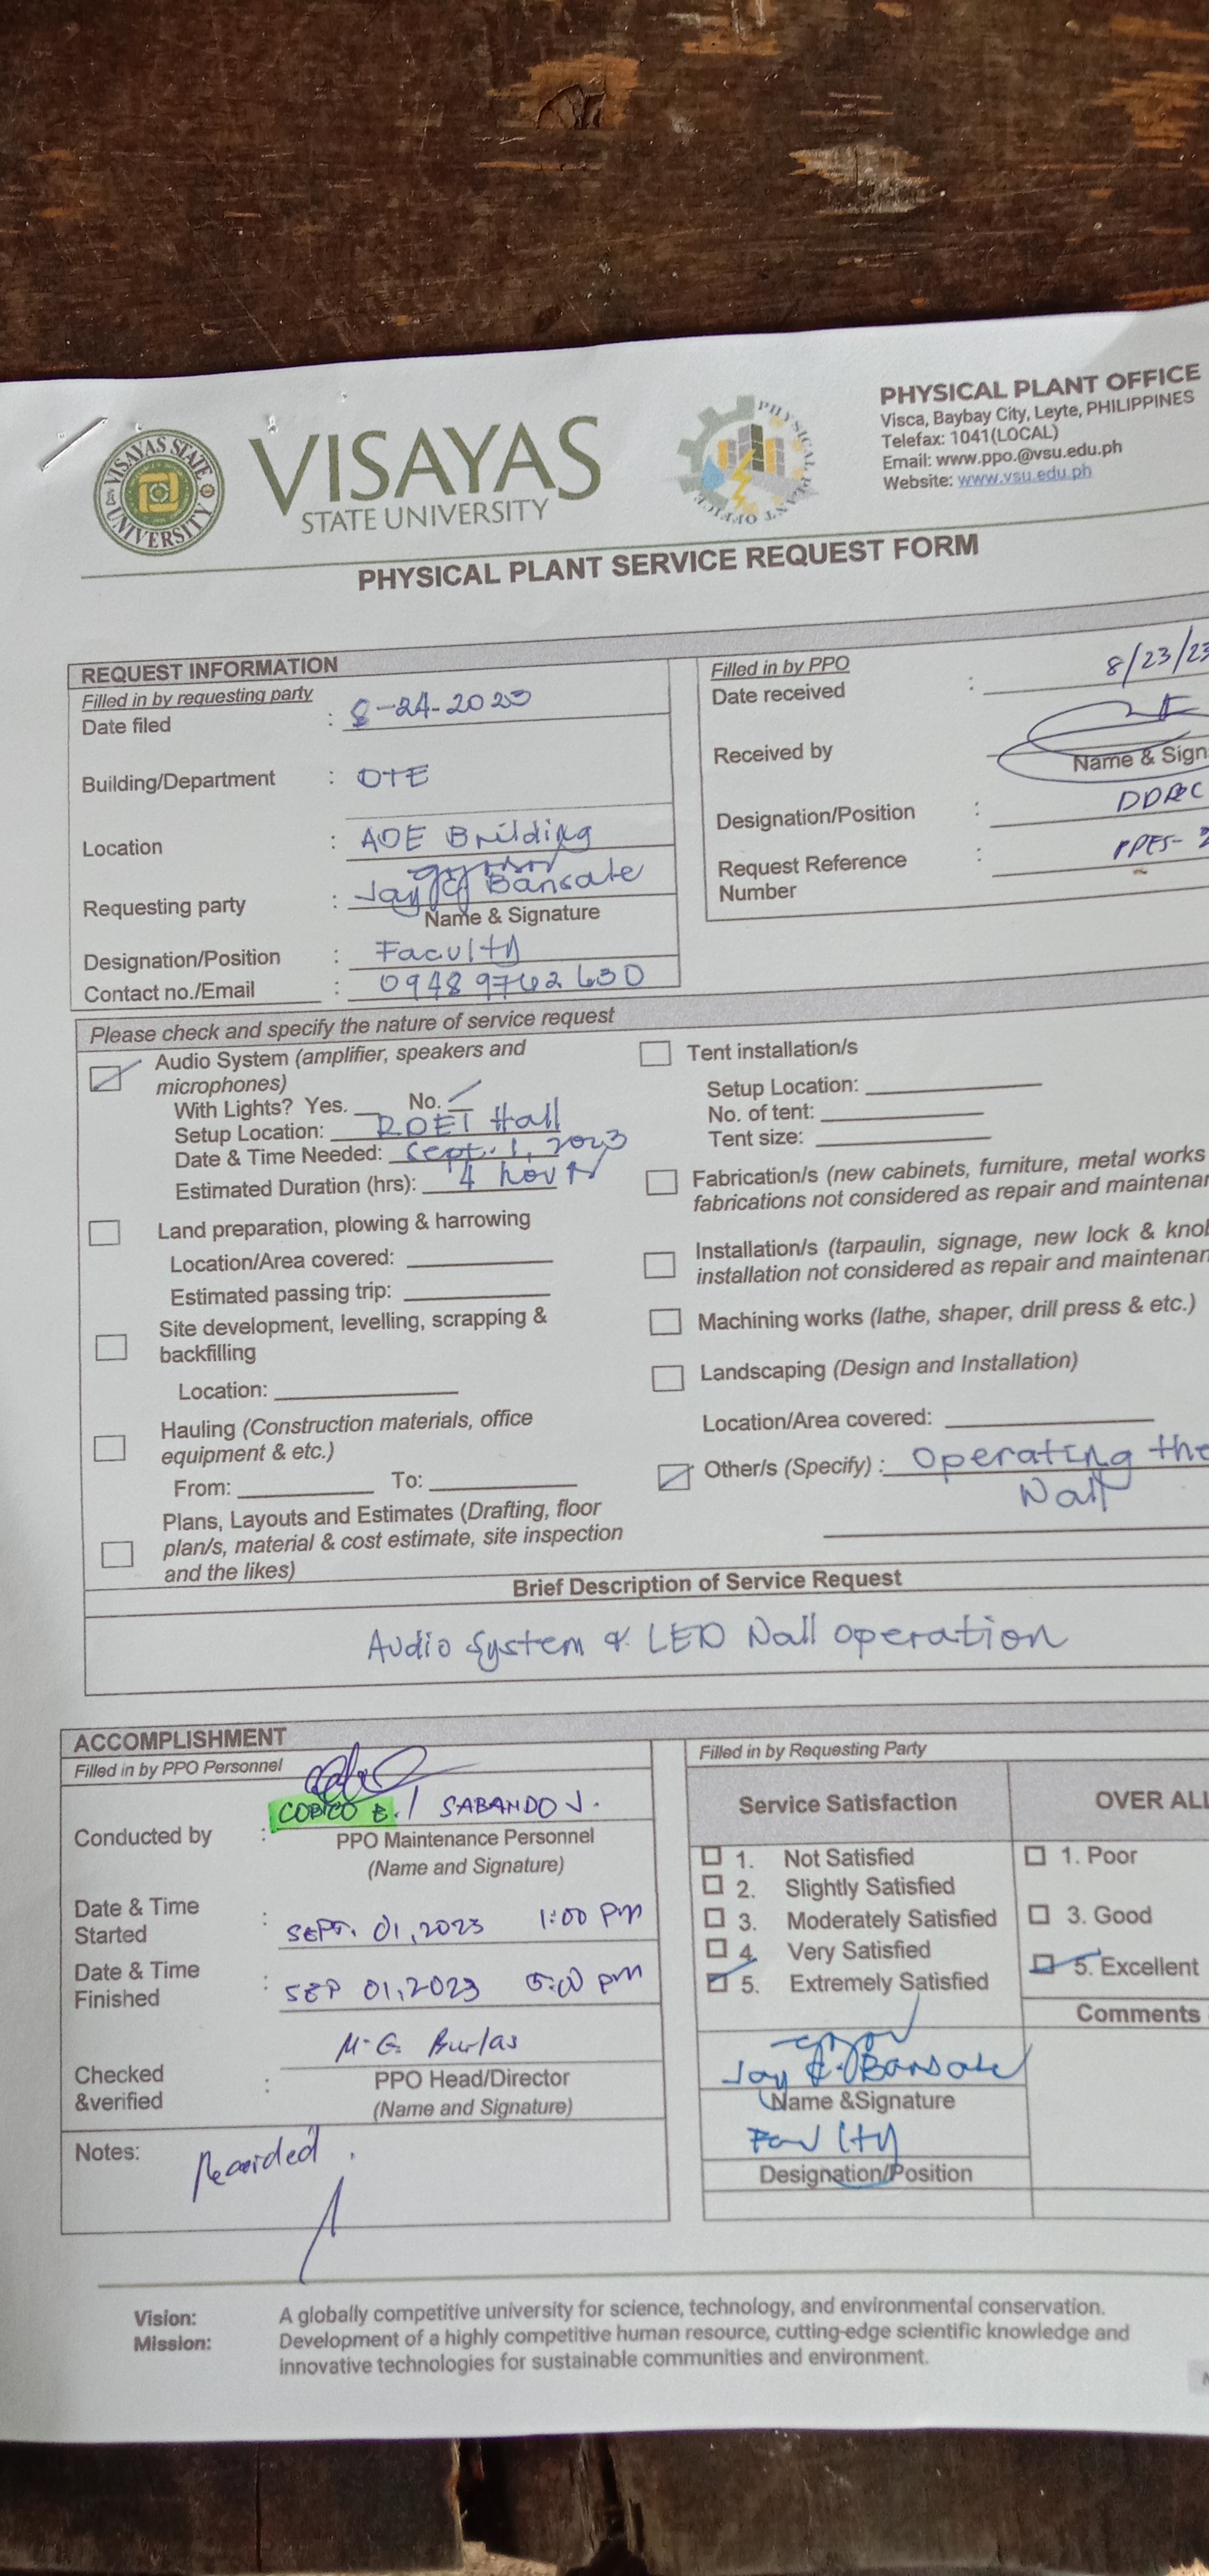 VISAYAS STATE UNIVERSITY
VISAYAS
STATE UNIVERSITY
PHYSICAL PLANT OFFICE
PHYSICAL PLANT OFFICE
Visca, Baybay City, Leyte, PHILIPPINES
Telefax: 1041(LOCAL)
Email: www.ppo.@vsu.edu.ph
Website: www.vsu.edu.ph
PHYSICAL PLANT SERVICE REQUEST FORM
REQUEST INFORMATION
Filled in by requesting party
Date filed : 8-24-2023
Building/Department : OTE
Location : AOE Building
Requesting party : Jay Bansale
Name & Signature
Designation/Position : Faculty
Contact no./Email : 0948 9762 630
Filled in by PPO
Date received : 8/23/23
Received by
Name & Sign
Designation/Position :
Request Reference : PPES-
Number
Please check and specify the nature of service request
Audio System (amplifier, speakers and
microphones)
With Lights? Yes. __ No. __
Setup Location: RDEI Hall
Date & Time Needed: Sept. 1, 2023
Estimated Duration (hrs): 4 hours
Land preparation, plowing & harrowing
Location/Area covered:
Estimated passing trip:
Site development, levelling, scrapping &
backfilling
Location:
Hauling (Construction materials, office
equipment & etc.)
From: To:
Plans, Layouts and Estimates (Drafting, floor
plan/s, material & cost estimate, site inspection
and the likes)
Tent installation/s
Setup Location:
No. of tent:
Tent size:
Fabrication/s (new cabinets, furniture, metal works
fabrications not considered as repair and maintenan
Installation/s (tarpaulin, signage, new lock & knob
installation not considered as repair and maintenan
Machining works (lathe, shaper, drill press & etc.)
Landscaping (Design and Installation)
Location/Area covered:
Other/s (Specify) : Operating the
Wall
Brief Description of Service Request
Audio System & LED Wall operation
ACCOMPLISHMENT
Filled in by PPO Personnel
COBICO E. / SABANDO J.
Conducted by :
PPO Maintenance Personnel
(Name and Signature)
Date & Time
Started : SEPT. 01, 2023 1:00 PM
Date & Time
Finished : SEP 01, 2023 5:00 pm
M. G. Burlas
Checked
&verified :
PPO Head/Director
(Name and Signature)
Notes: Recorded.
Filled in by Requesting Party
Service Satisfaction
OVER ALL
1. Not Satisfied
2. Slightly Satisfied
3. Moderately Satisfied
4. Very Satisfied
5. Extremely Satisfied
1. Poor
3. Good
5. Excellent
Comments
Jay Bansale
Name &Signature
Faculty
Designation/Position
Vision: A globally competitive university for science, technology, and environmental conservation.
Mission: Development of a highly competitive human resource, cutting-edge scientific knowledge and
innovative technologies for sustainable communities and environment.